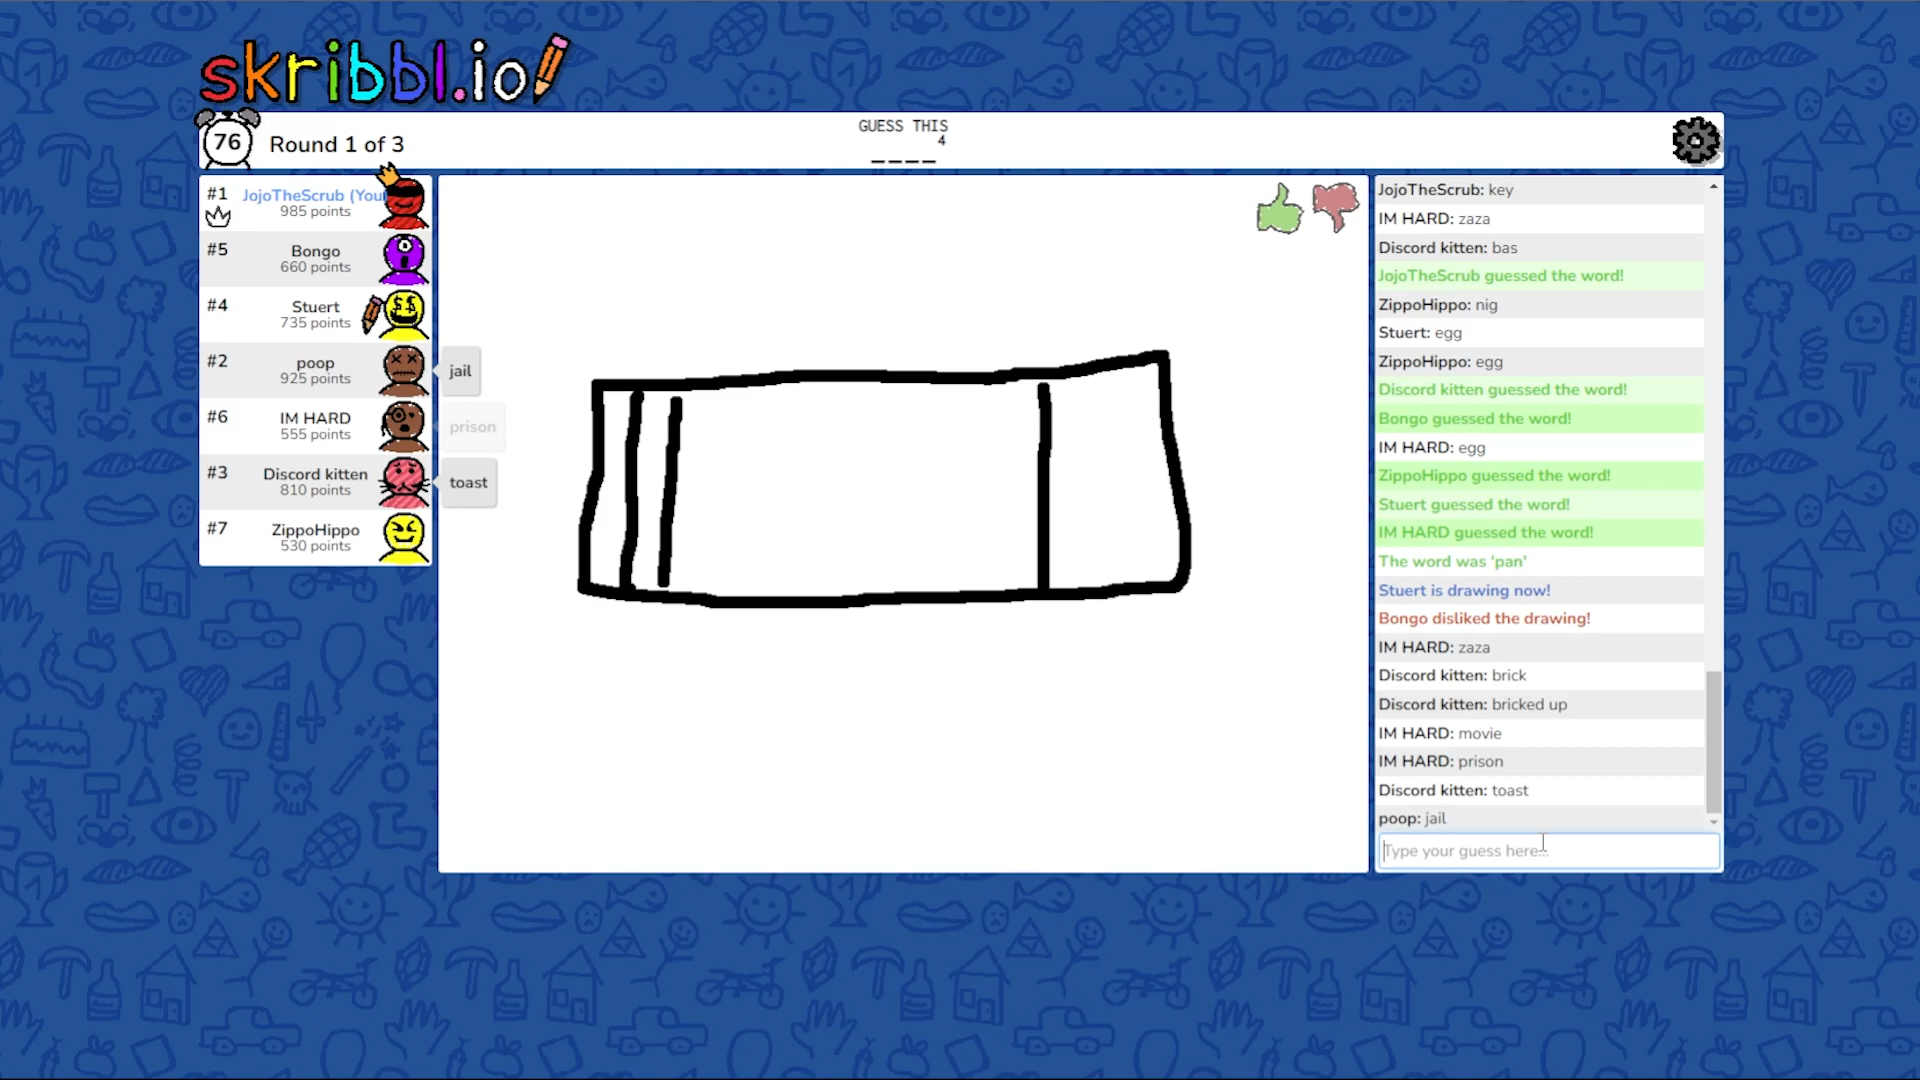 skribbl.io
76
Round 1 of 3
GUESS THIS
4
____
#1
JojoTheScrub (You
985 points
#5
Bongo
660 points
#4
Stuert
735 points
#2
poop
925 points
jail
#6
IM HARD
555 points
prison
#3
Discord kitten
810 points
toast
#7
ZippoHippo
530 points
JojoTheScrub: key
IM HARD: zaza
Discord kitten: bas
JojoTheScrub guessed the word!
ZippoHippo: nig
Stuert: egg
ZippoHippo: egg
Discord kitten guessed the word!
Bongo guessed the word!
IM HARD: egg
ZippoHippo guessed the word!
Stuert guessed the word!
IM HARD guessed the word!
The word was 'pan'
Stuert is drawing now!
Bongo disliked the drawing!
IM HARD: zaza
Discord kitten: brick
Discord kitten: bricked up
IM HARD: movie
IM HARD: prison
Discord kitten: toast
poop: jail
Type your guess here...